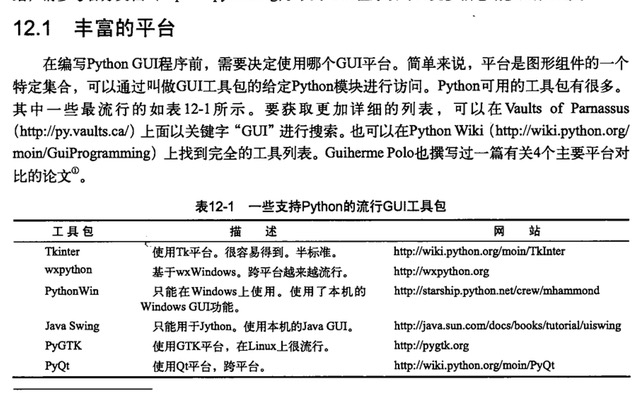 12.1 丰富的平台
在编写Python GUI程序前，需要决定使用哪个GUI平台。简单来说，平台是图形组件的一个
特定集合，可以通过叫做GUI工具包的给定Python模块进行访问。Python可用的工具包有很多。
其中一些最流行的如表12-1所示。要获取更加详细的列表，可以在Vaults of Parnassus
（http://py.vaults.ca/）上面以关键字“GUI”进行搜索。也可以在Python Wiki（http://wiki.python.org/
moin/GuiProgramming）上找到完全的工具列表。Guiherme Polo也撰写过一篇有关4个主要平台对
比的论文①。
表12-1 一些支持Python的流行GUI工具包
工具包 描 述 网 站
Tkinter 使用Tk平台。很容易得到。半标准。 http://wiki.python.org/moin/TkInter
wxpython 基于wxWindows。跨平台越来越流行。 http://wxpython.org
PythonWin 只能在Windows上使用。使用了本机的 http://starship.python.net/crew/mhammond
Windows GUI功能。
Java Swing 只能用于Jython。使用本机的Java GUI。 http://java.sun.com/docs/books/tutorial/uiswing
PyGTK 使用GTK平台，在Linux上很流行。 http://pygtk.org
PyQt 使用Qt平台，跨平台。 http://wiki.python.org/moin/PyQt